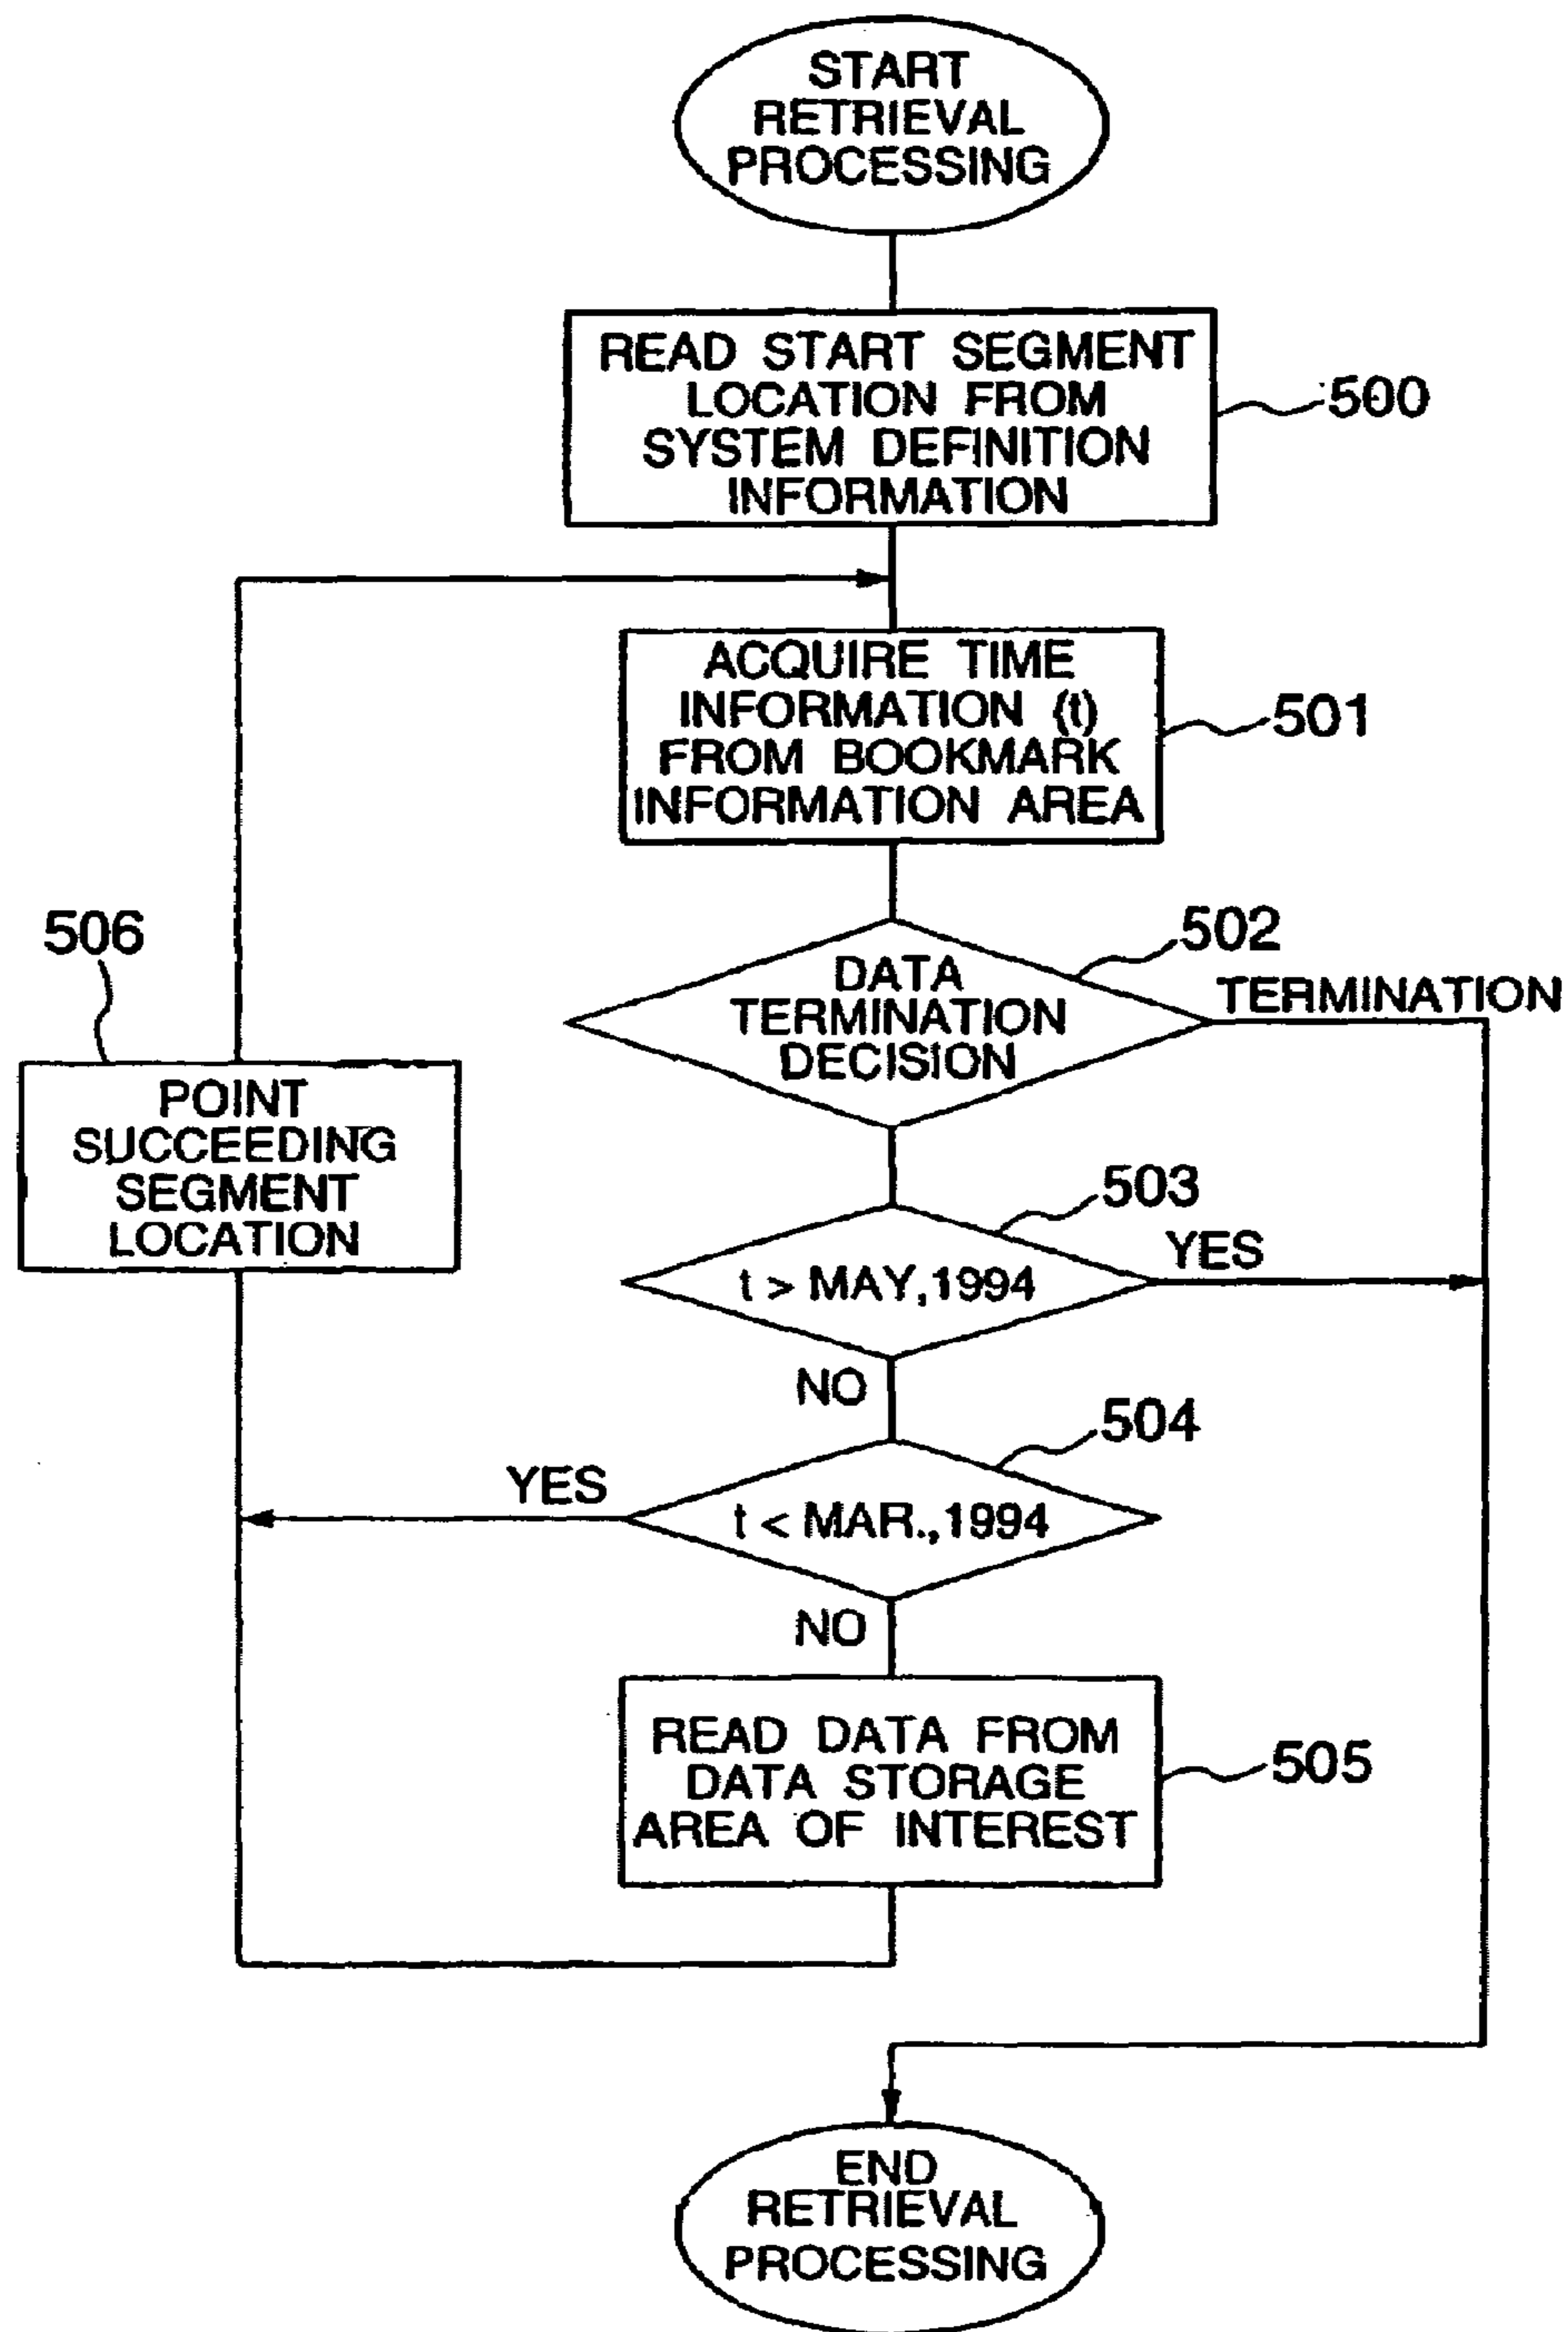 START
RETRIEVAL
PROCESSING
READ START SEGMENT
LOCATION FROM
SYSTEM DEFINITION
INFORMATION
500
ACQUIRE TIME
INFORMATION (t)
FROM BOOKMARK
INFORMATION AREA
501
506
502
DATA
TERMINATION
DECISION
TERMINATION
POINT
SUCCEEDING
SEGMENT
LOCATION
503
t > MAY,1994
YES
NO
504
YES
t < MAR.,1994
NO
READ DATA FROM
DATA STORAGE
AREA OF INTEREST
505
END
RETRIEVAL
PROCESSING